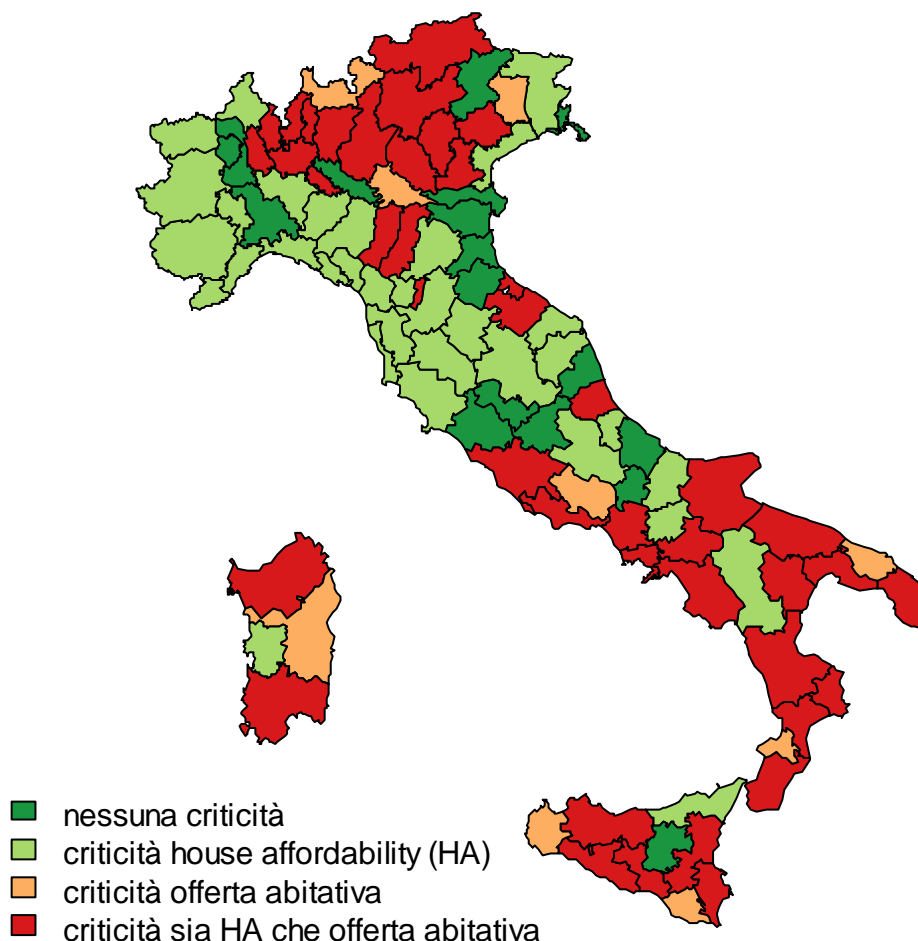 nessuna criticità
criticità house affordability (HA)
criticità offerta abitativa
criticità sia HA che offerta abitativa